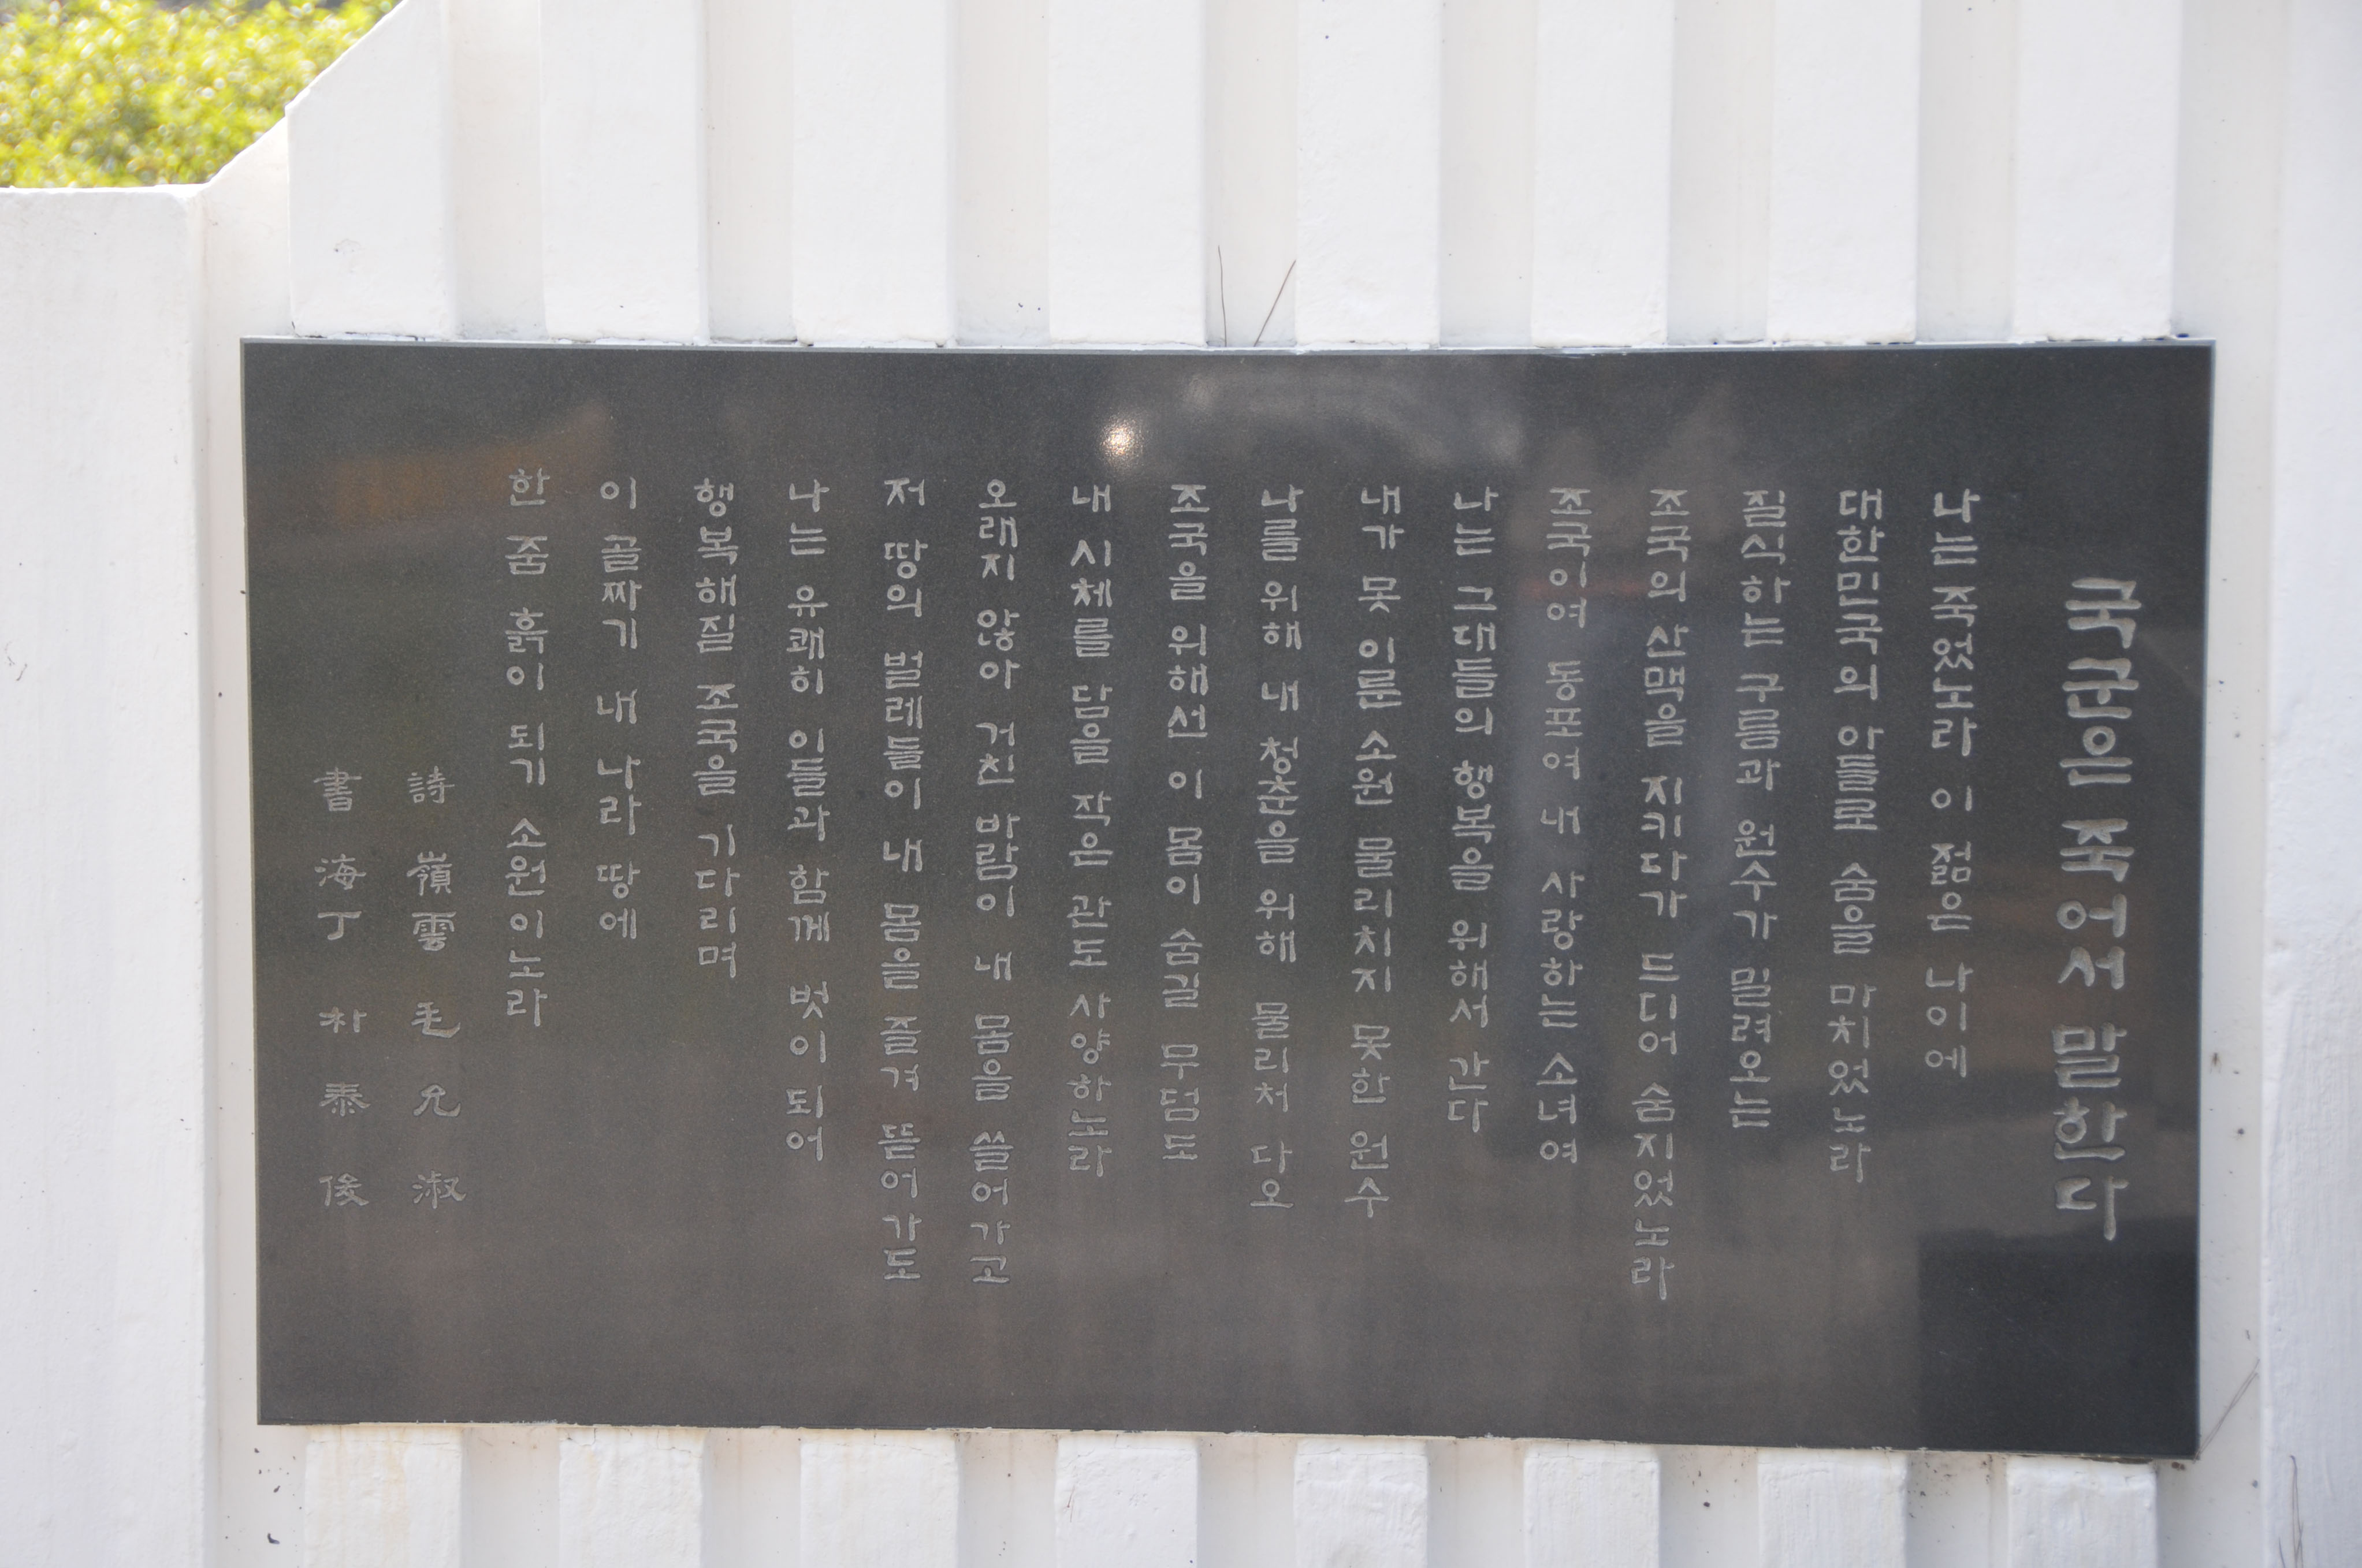 국군은 죽어서 말한다
나는 죽었노라 이 젊은 나이에
대한민국의 아들로 숨을 마치었노라
질식하는 구름과 원수가 밀려오는
조국의 산맥을 지키다가 드디어 숨지었노라
조국이여 동포여 내 사랑하는 소녀여
나는 그대들의 행복을 위해서 간다
내가 못 이룬 소원 물리치지 못한 원수
나를 위해 내 청춘을 위해 물리쳐 다오
조국을 위해선 이 몸이 숨길 무덤도
내 시체를 담을 작은 관도 사양하노라
오래지 않아 거친 바람이 내 몸을 쓸어가고
저 땅의 벌레들이 내 몸을 즐겨 뜯어가도
나는 유쾌히 이들과 함께 벗이 되어
행복해질 조국을 기다리며
이 골짜기 내 나라 땅에
한 줌 흙이 되기 소원이노라
詩 嶺雲 毛允淑
書 海丁 朴泰俊